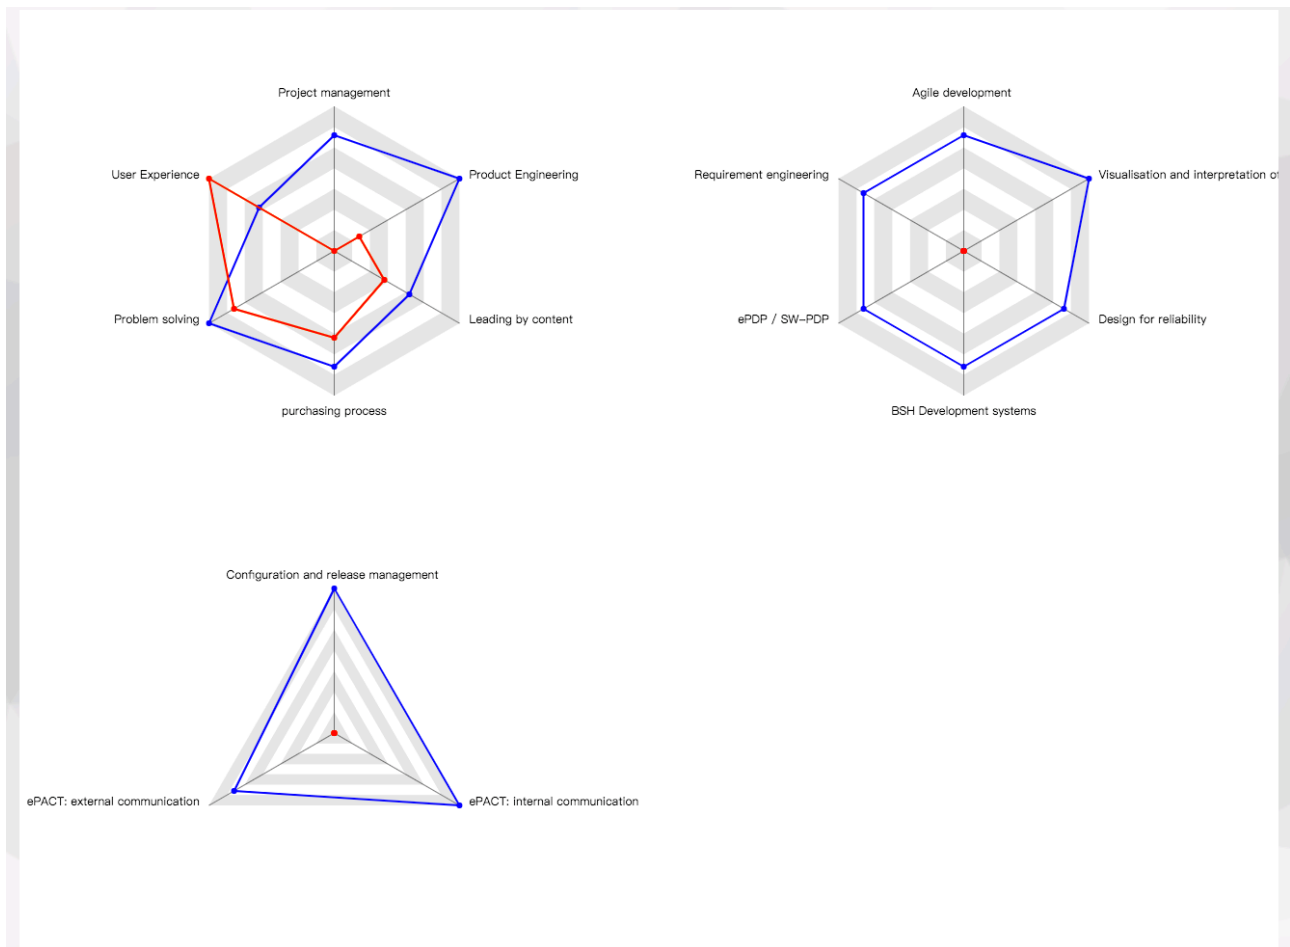 Project management
User Experience
Product Engineering
Problem solving
Leading by content
purchasing process
Agile development
Requirement engineering
Visualisation and interpretation
ePDP / SW-PDP
Design for reliability
BSH Development systems
Configuration and release management
ePACT: external communication
ePACT: internal communication